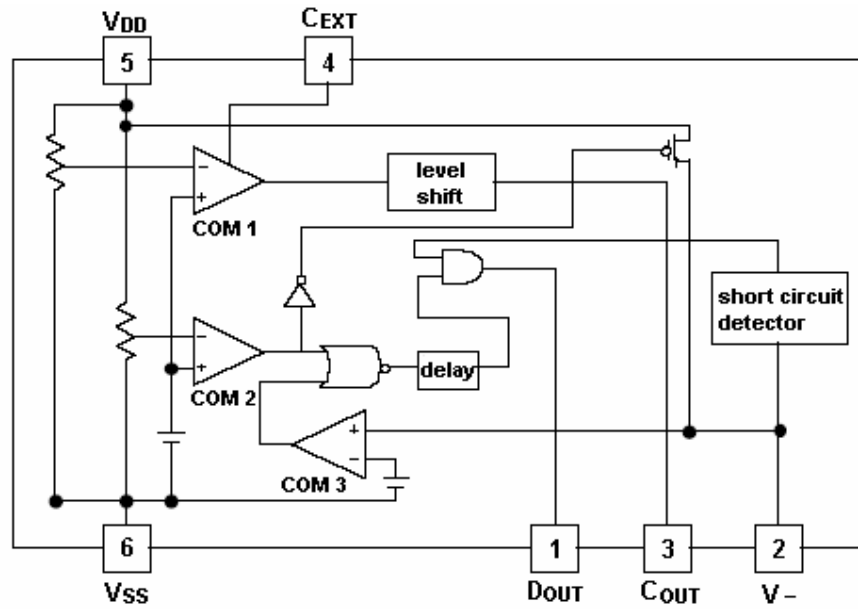 VDD
CEXT
5
4
−
+
COM 1
level
shift
short circuit
detector
−
+
COM 2
delay
+
−
COM 3
6
1
3
2
VSS
DOUT
COUT
V −